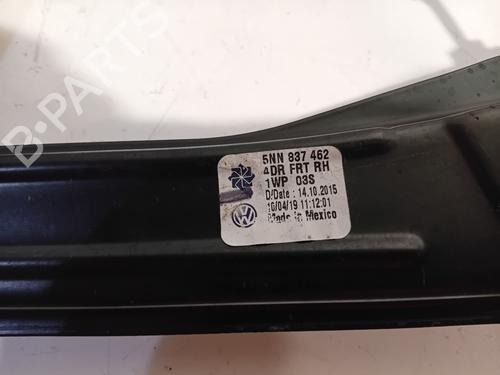 5NN 837 462
4DR FRT RH
1WP 03S
D/Date : 14.10.2015
10/04/19 11:12:01
Made in Mexico
B-PARTS